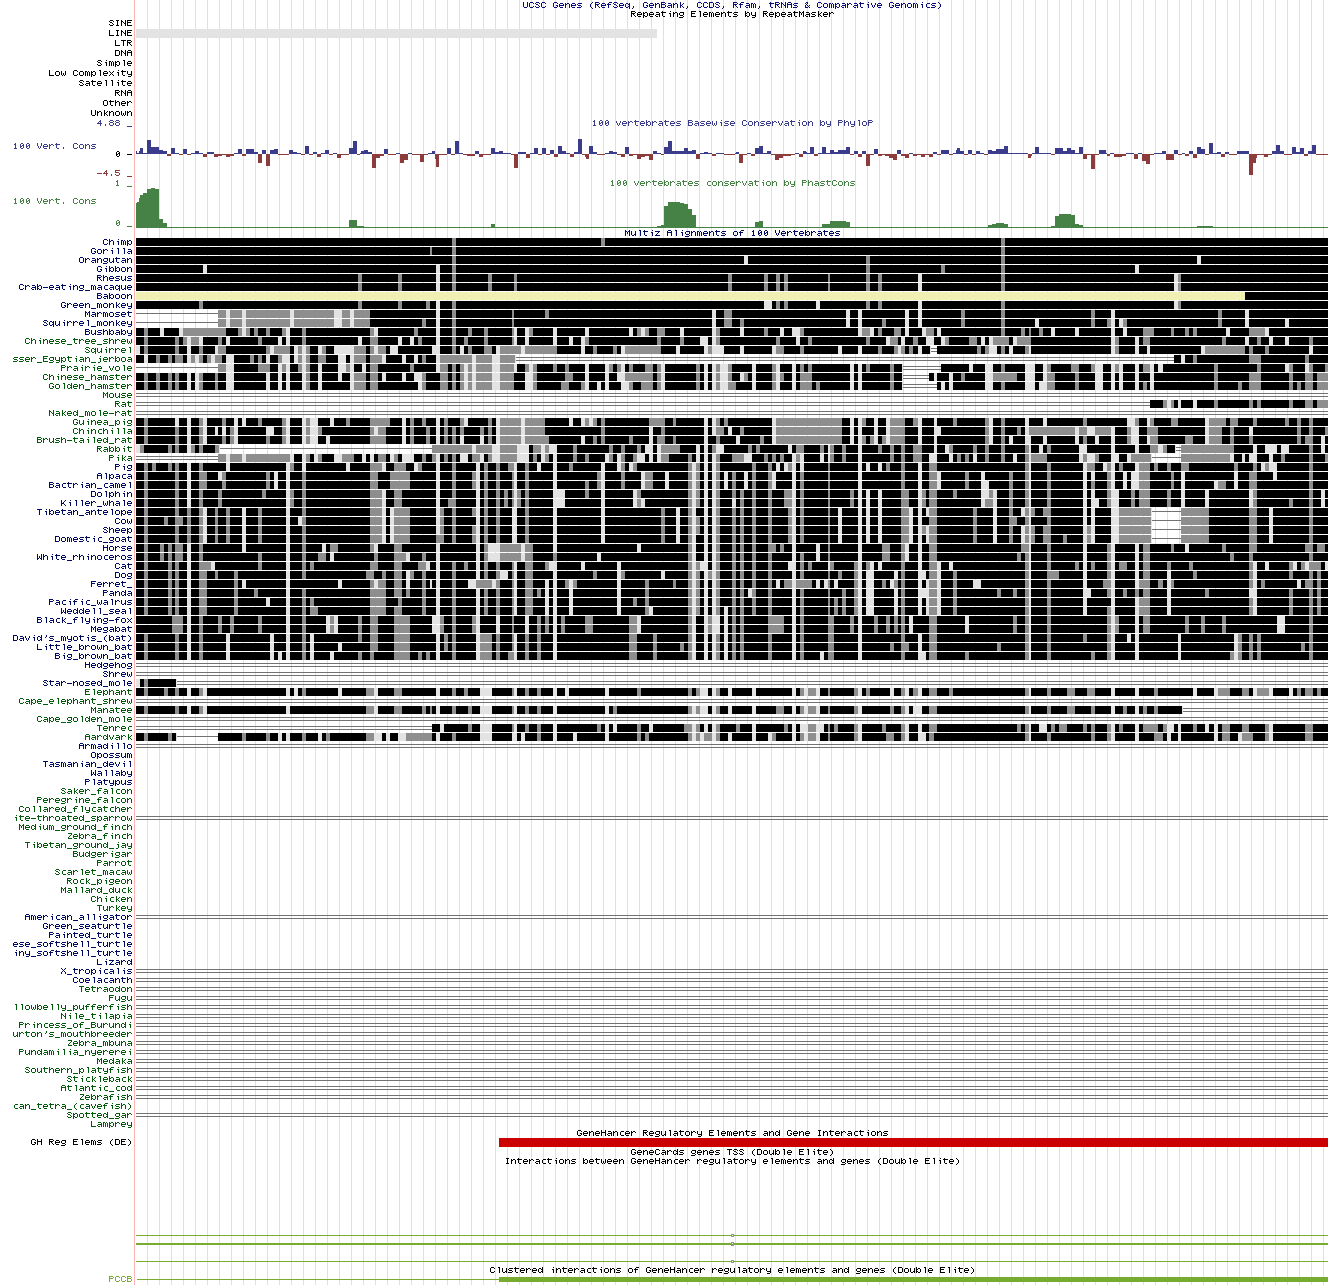 UCSC Genes (RefSeq, GenBank, CCDS, Rfam, tRNAs & Comparative Genomics)
Repeating Elements by RepeatMasker
SINE
LINE
LTR
DNA
Simple
Low Complexity
Satellite
RNA
Other
Unknown
4.88 _
100 vertebrates Basewise Conservation by PhyloP
100 Vert. Cons
0 _
-4.5 _
1 _
100 vertebrates conservation by PhastCons
100 Vert. Cons
0 _
Multiz Alignments of 100 Vertebrates
Chimp
Gorilla
Orangutan
Gibbon
Rhesus
Crab-eating_macaque
Baboon
Green_monkey
Marmoset
Squirrel_monkey
Bushbaby
Chinese_tree_shrew
Squirrel
sser_Egyptian_jerboa
Prairie_vole
Chinese_hamster
Golden_hamster
Mouse
Rat
Naked_mole-rat
Guinea_pig
Chinchilla
Brush-tailed_rat
Rabbit
Pika
Pig
Alpaca
Bactrian_camel
Dolphin
Killer_whale
Tibetan_antelope
Cow
Sheep
Domestic_goat
Horse
White_rhinoceros
Cat
Dog
Ferret_
Panda
Pacific_walrus
Weddell_seal
Black_flying-fox
Megabat
David's_myotis_(bat)
Little_brown_bat
Big_brown_bat
Hedgehog
Shrew
Star-nosed_mole
Elephant
Cape_elephant_shrew
Manatee
Cape_golden_mole
Tenrec
Aardvark
Armadillo
Opossum
Tasmanian_devil
Wallaby
Platypus
Saker_falcon
Peregrine_falcon
Collared_flycatcher
ite-throated_sparrow
Medium_ground_finch
Zebra_finch
Tibetan_ground_jay
Budgerigar
Parrot
Scarlet_macaw
Rock_pigeon
Mallard_duck
Chicken
Turkey
American_alligator
Green_seaturtle
Painted_turtle
ese_softshell_turtle
iny_softshell_turtle
Lizard
X_tropicalis
Coelacanth
Tetraodon
Fugu
llowbelly_pufferfish
Nile_tilapia
Princess_of_Burundi
urton's_mouthbreeder
Zebra_mbuna
Pundamilia_nyererei
Medaka
Southern_platyfish
Stickleback
Atlantic_cod
Zebrafish
can_tetra_(cavefish)
Spotted_gar
Lamprey
GeneHancer Regulatory Elements and Gene Interactions
GH Reg Elems (DE)
GeneCards genes TSS (Double Elite)
Interactions between GeneHancer regulatory elements and genes (Double Elite)
Clustered interactions of GeneHancer regulatory elements and genes (Double Elite)
PCCB